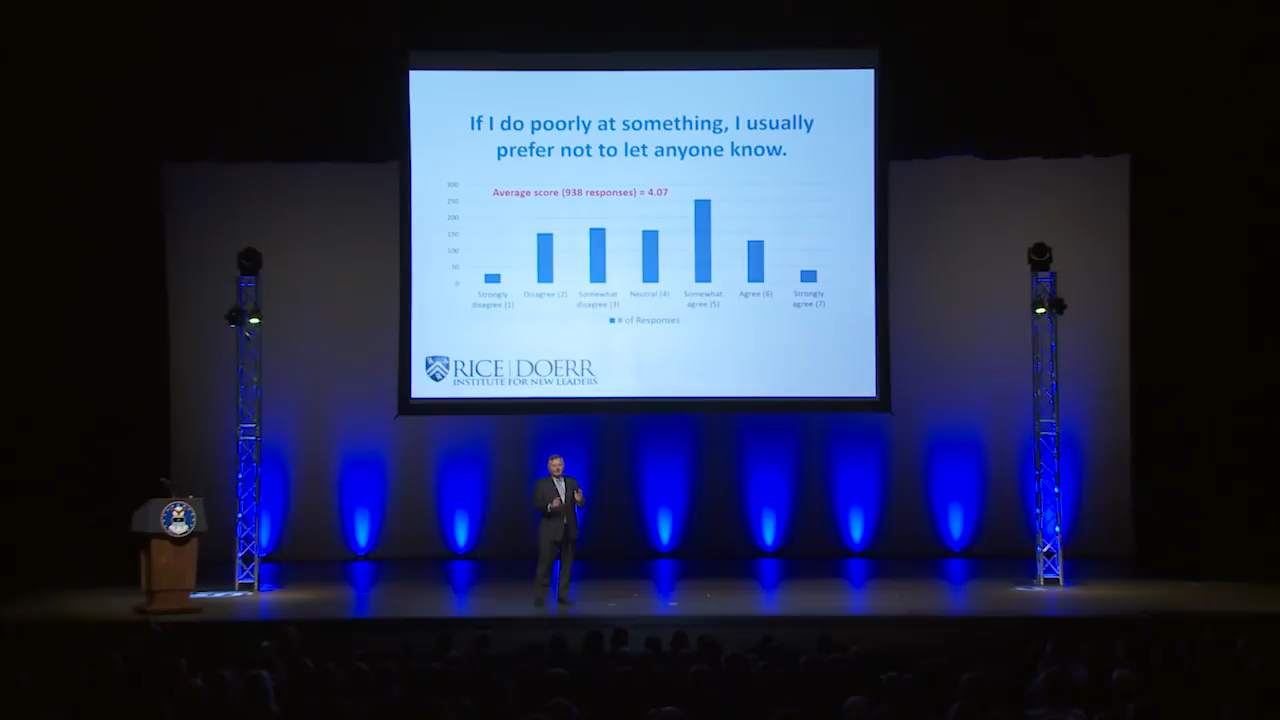 If I do poorly at something, I usually
prefer not to let anyone know.
Average score (938 responses) = 4.07
300
250
200
150
100
50
0
Strongly disagree (1)
Disagree (2)
Somewhat disagree (3)
Neutral (4)
Somewhat agree (5)
Agree (6)
Strongly agree (7)
# of Responses
RICE | DOERR
INSTITUTE FOR NEW LEADERS